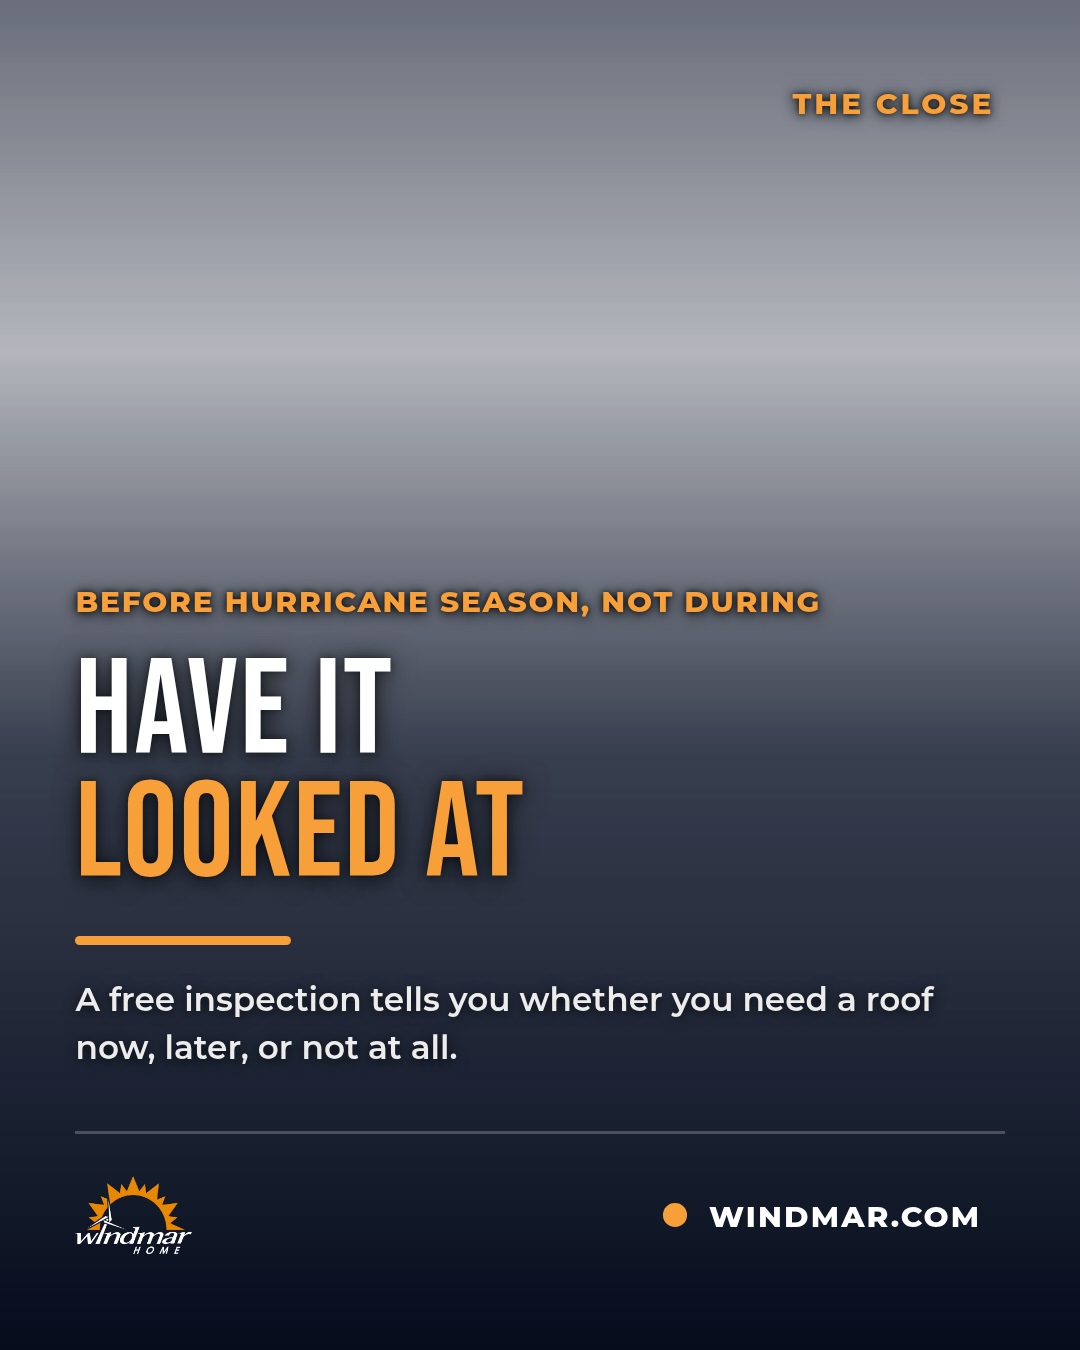 THE CLOSE
BEFORE HURRICANE SEASON, NOT DURING
HAVE IT
LOOKED AT
A free inspection tells you whether you need a roof
now, later, or not at all.
windmar
HOME
WINDMAR.COM